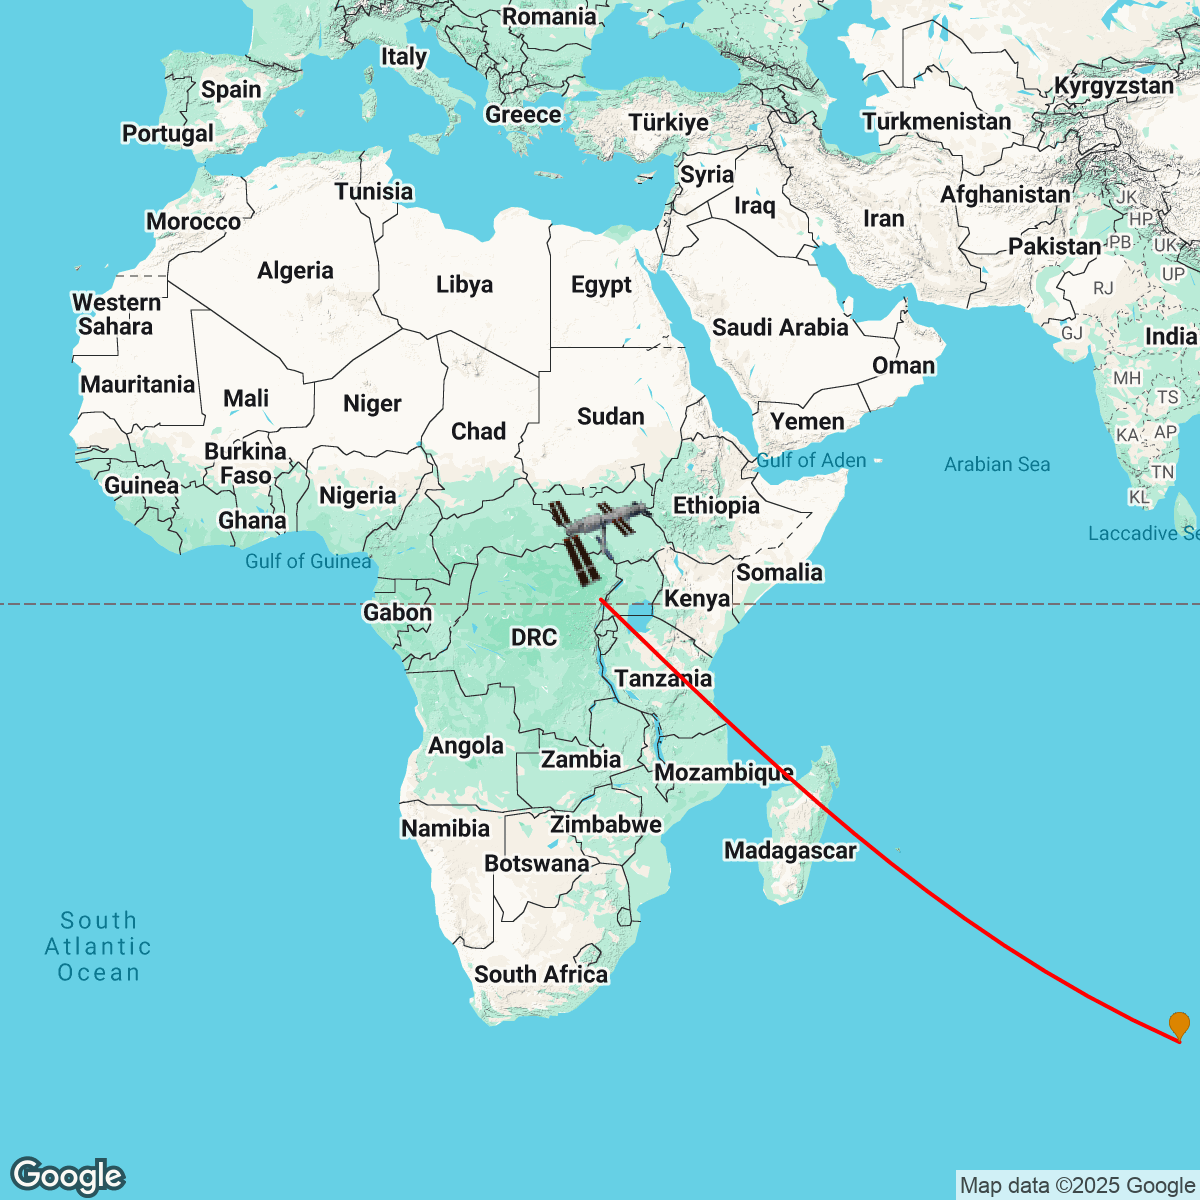 Romania
Italy
Spain
Kyrgyzstan
Greece
Türkiye
Turkmenistan
Portugal
Syria
Tunisia
Afghanistan
JK
Iraq
Iran
HP
Morocco
Pakistan
PB
UK
Algeria
Libya
Egypt
UP
RJ
Western
Sahara
Saudi Arabia
GJ
India
Oman
Mauritania
MH
Mali
Niger
TS
Sudan
Yemen
Chad
KA
AP
Burkina
Faso
Gulf of Aden
Arabian Sea
TN
Guinea
Nigeria
KL
Ethiopia
Ghana
Laccadive Se
Gulf of Guinea
Somalia
Kenya
Gabon
DRC
Tanzania
Angola
Zambia
Mozambique
Namibia
Zimbabwe
Madagascar
Botswana
South
Atlantic
Ocean
South Africa
Google
Map data ©2025 Google